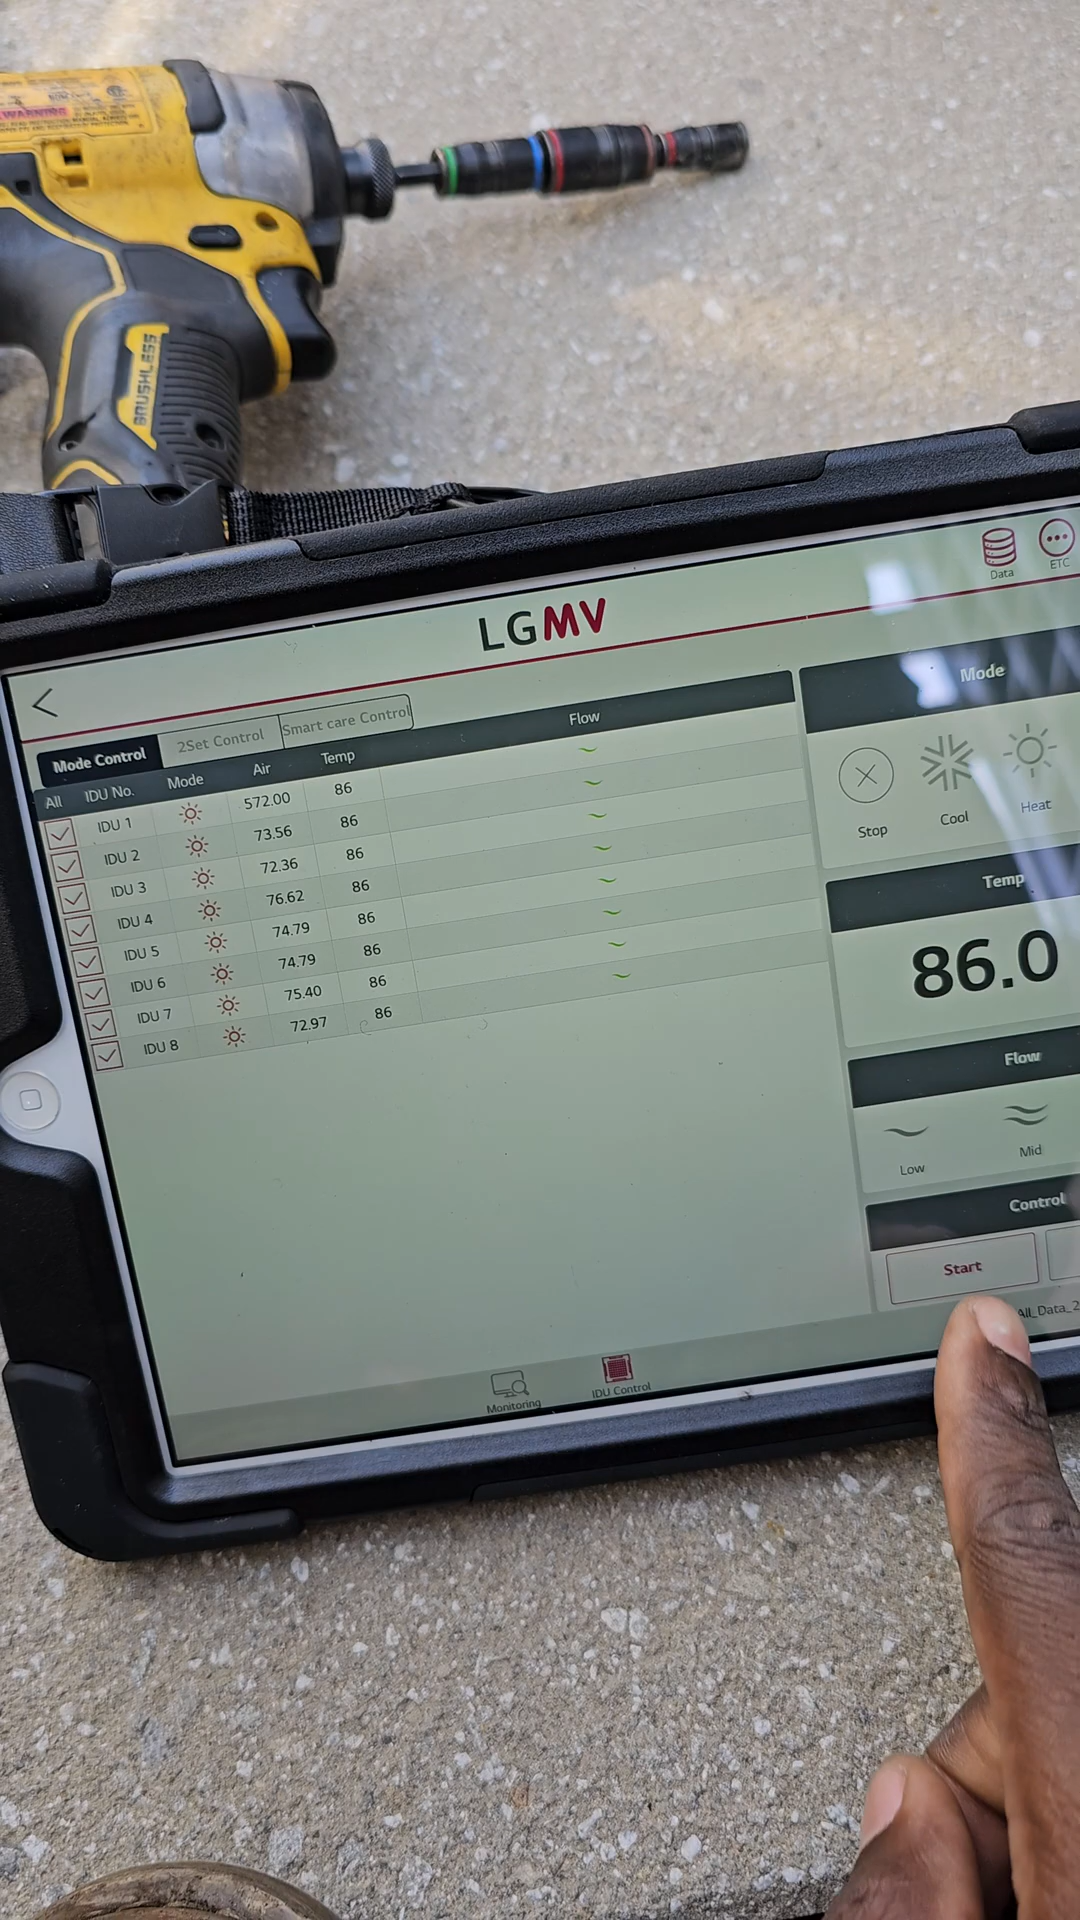 WARNING
BRUSHLESS
Data
ETC
LGMV
Mode Control
2Set Control
Smart care Control
All
IDU No.
Mode
Air
Temp
Flow
IDU 1 572.00 86
IDU 2 73.56 86
IDU 3 72.36 86
IDU 4 76.62 86
IDU 5 74.79 86
IDU 6 74.79 86
IDU 7 75.40 86
IDU 8 72.97 86
Mode
Stop
Cool
Heat
Temp
86.0
Flow
Low
Mid
Control
Start
All_Data_2
Monitoring
IDU Control